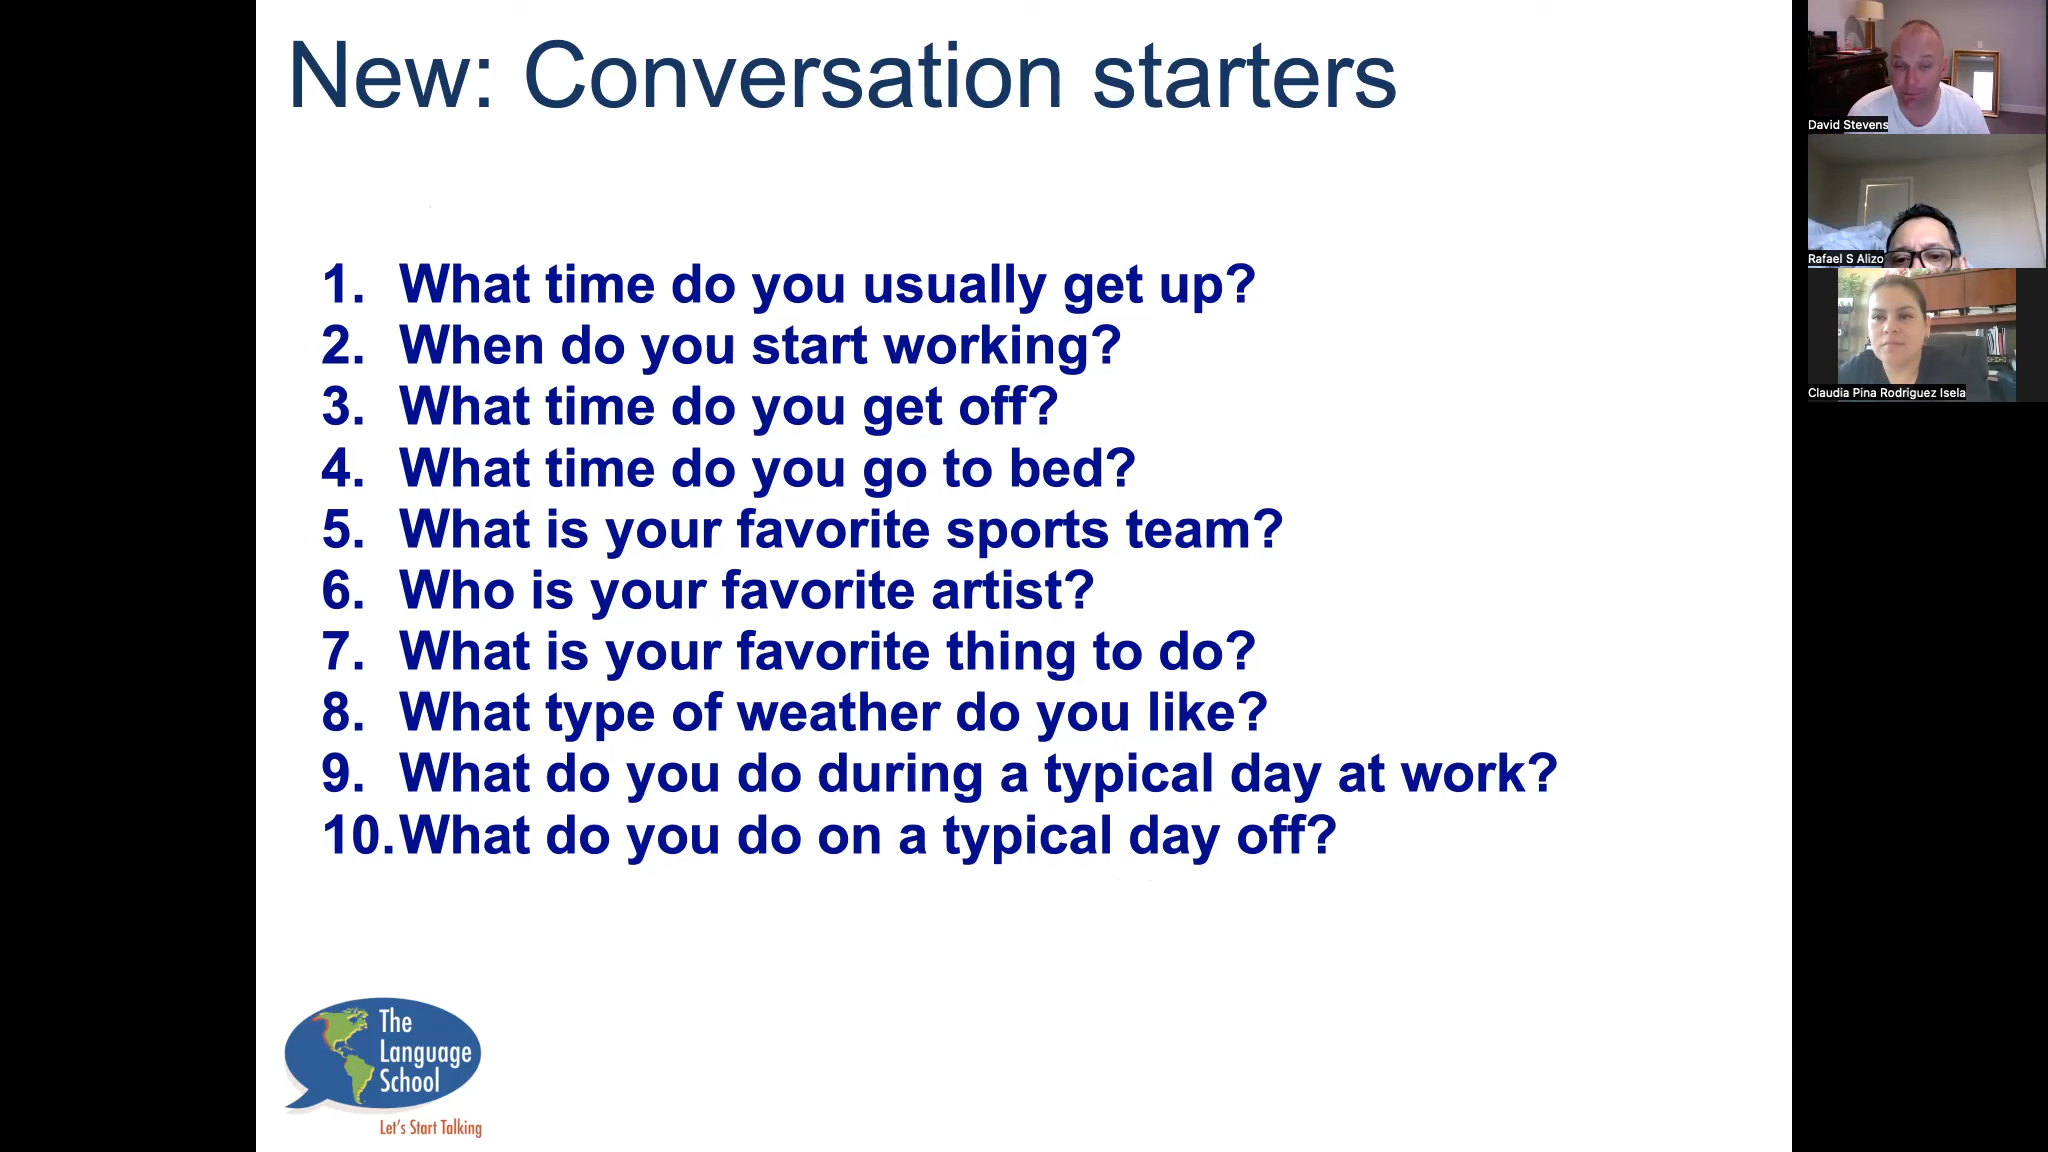 New: Conversation starters
1. What time do you usually get up?
2. When do you start working?
3. What time do you get off?
4. What time do you go to bed?
5. What is your favorite sports team?
6. Who is your favorite artist?
7. What is your favorite thing to do?
8. What type of weather do you like?
9. What do you do during a typical day at work?
10. What do you do on a typical day off?
The
Language
School
Let's Start Talking
David Stevens
Rafael S Alizo
Claudia Pina Rodriguez Isela